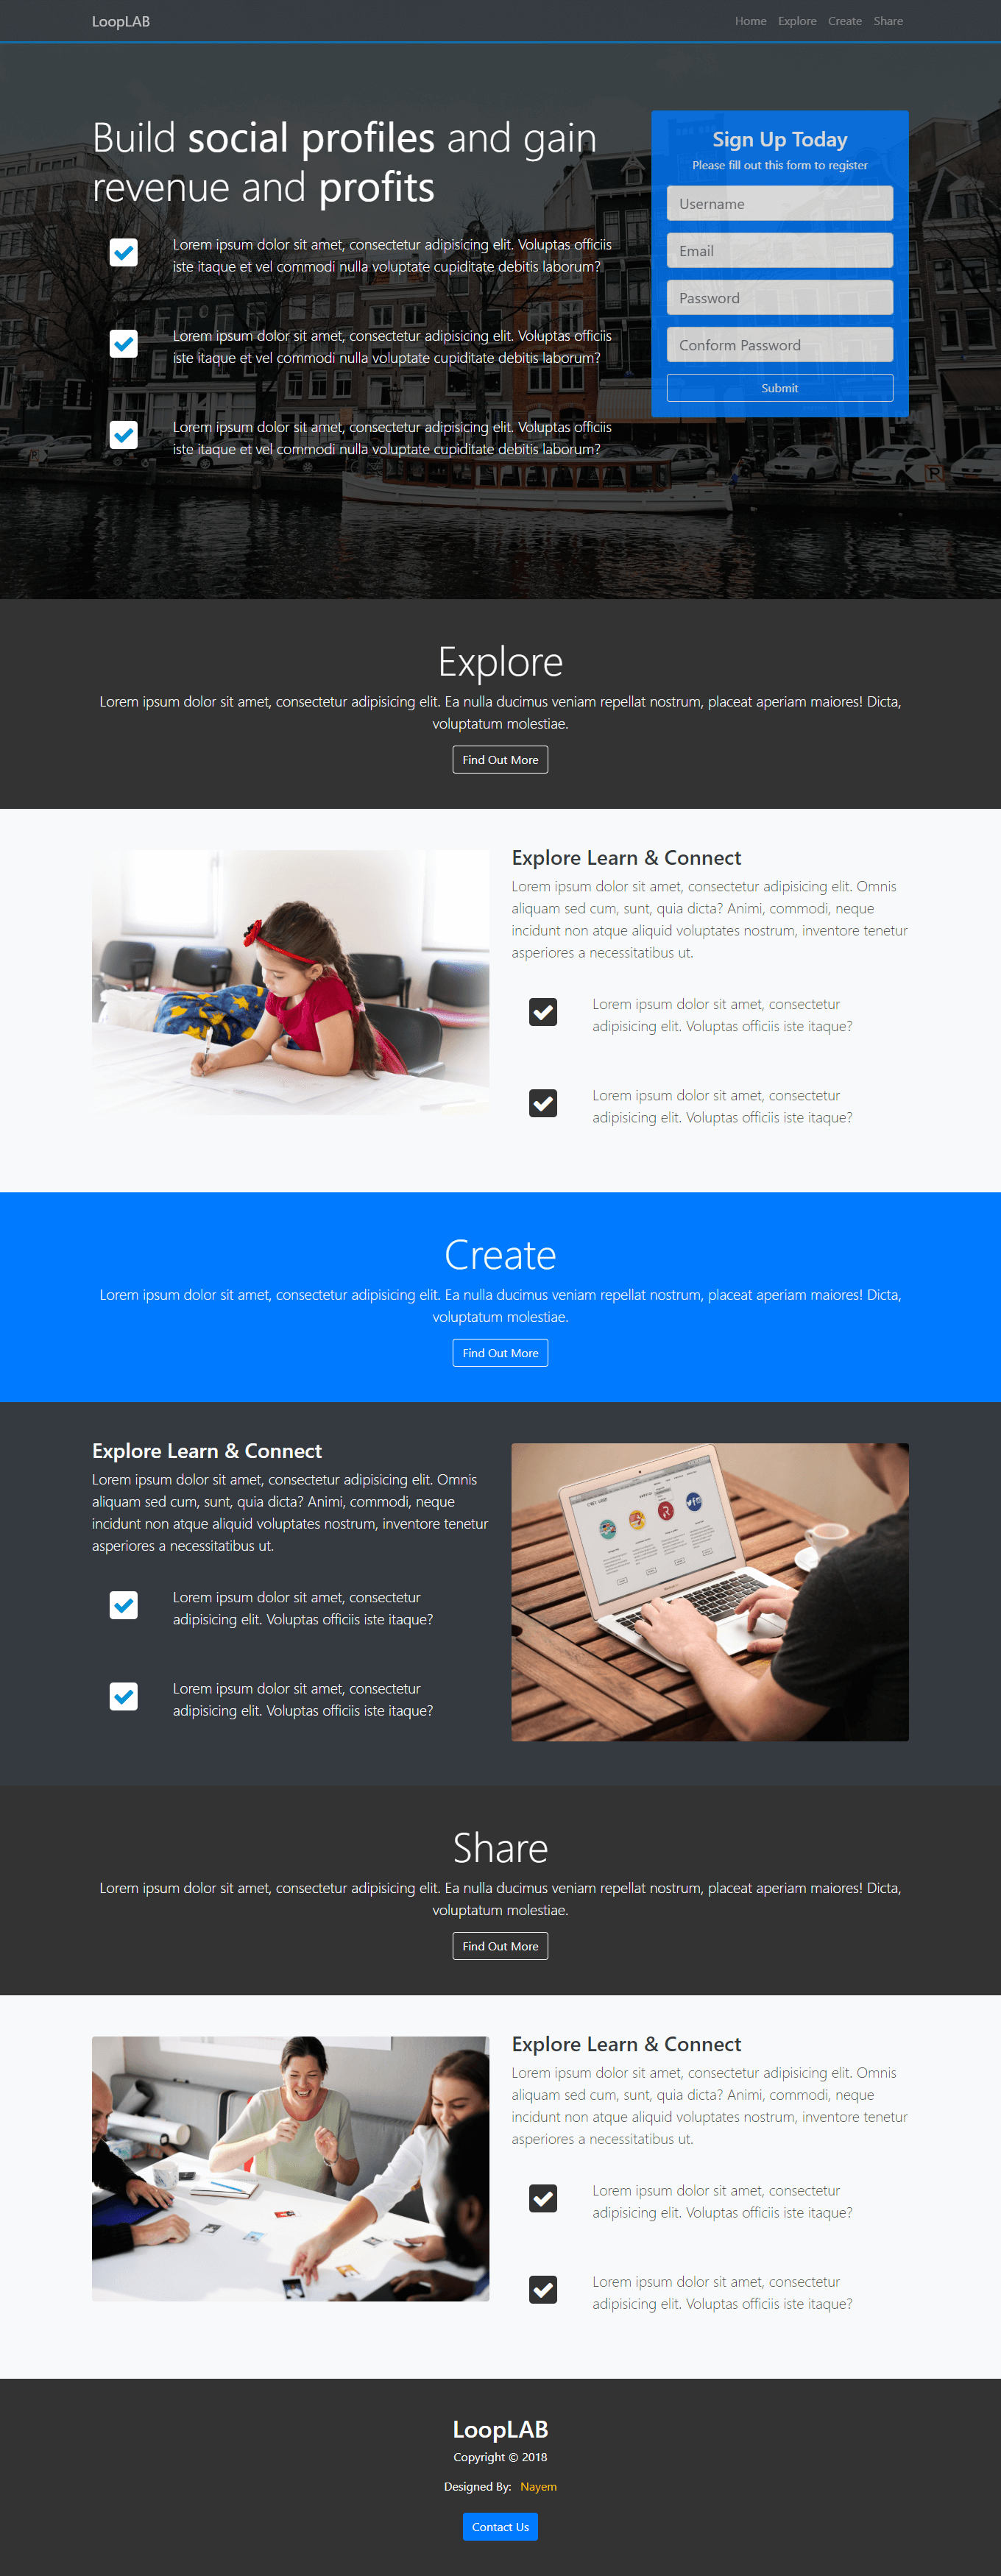 LoopLAB
Home Explore Create Share
Build social profiles and gain
revenue and profits
Lorem ipsum dolor sit amet, consectetur adipisicing elit. Voluptas officiis
iste itaque et vel commodi nulla voluptate cupiditate debitis laborum?
Lorem ipsum dolor sit amet, consectetur adipisicing elit. Voluptas officiis
iste itaque et vel commodi nulla voluptate cupiditate debitis laborum?
Lorem ipsum dolor sit amet, consectetur adipisicing elit. Voluptas officiis
iste itaque et vel commodi nulla voluptate cupiditate debitis laborum?
Sign Up Today
Please fill out this form to register
Username
Email
Password
Conform Password
Submit
Explore
Lorem ipsum dolor sit amet, consectetur adipisicing elit. Ea nulla ducimus veniam repellat nostrum, placeat aperiam maiores! Dicta,
voluptatum molestiae.
Find Out More
Explore Learn & Connect
Lorem ipsum dolor sit amet, consectetur adipisicing elit. Omnis
aliquam sed cum, sunt, quia dicta? Animi, commodi, neque
incidunt non atque aliquid voluptates nostrum, inventore tenetur
asperiores a necessitatibus ut.
Lorem ipsum dolor sit amet, consectetur
adipisicing elit. Voluptas officiis iste itaque?
Lorem ipsum dolor sit amet, consectetur
adipisicing elit. Voluptas officiis iste itaque?
Create
Lorem ipsum dolor sit amet, consectetur adipisicing elit. Ea nulla ducimus veniam repellat nostrum, placeat aperiam maiores! Dicta,
voluptatum molestiae.
Find Out More
Explore Learn & Connect
Lorem ipsum dolor sit amet, consectetur adipisicing elit. Omnis
aliquam sed cum, sunt, quia dicta? Animi, commodi, neque
incidunt non atque aliquid voluptates nostrum, inventore tenetur
asperiores a necessitatibus ut.
Lorem ipsum dolor sit amet, consectetur
adipisicing elit. Voluptas officiis iste itaque?
Lorem ipsum dolor sit amet, consectetur
adipisicing elit. Voluptas officiis iste itaque?
Share
Lorem ipsum dolor sit amet, consectetur adipisicing elit. Ea nulla ducimus veniam repellat nostrum, placeat aperiam maiores! Dicta,
voluptatum molestiae.
Find Out More
Explore Learn & Connect
Lorem ipsum dolor sit amet, consectetur adipisicing elit. Omnis
aliquam sed cum, sunt, quia dicta? Animi, commodi, neque
incidunt non atque aliquid voluptates nostrum, inventore tenetur
asperiores a necessitatibus ut.
Lorem ipsum dolor sit amet, consectetur
adipisicing elit. Voluptas officiis iste itaque?
Lorem ipsum dolor sit amet, consectetur
adipisicing elit. Voluptas officiis iste itaque?
LoopLAB
Copyright © 2018
Designed By: Nayem
Contact Us